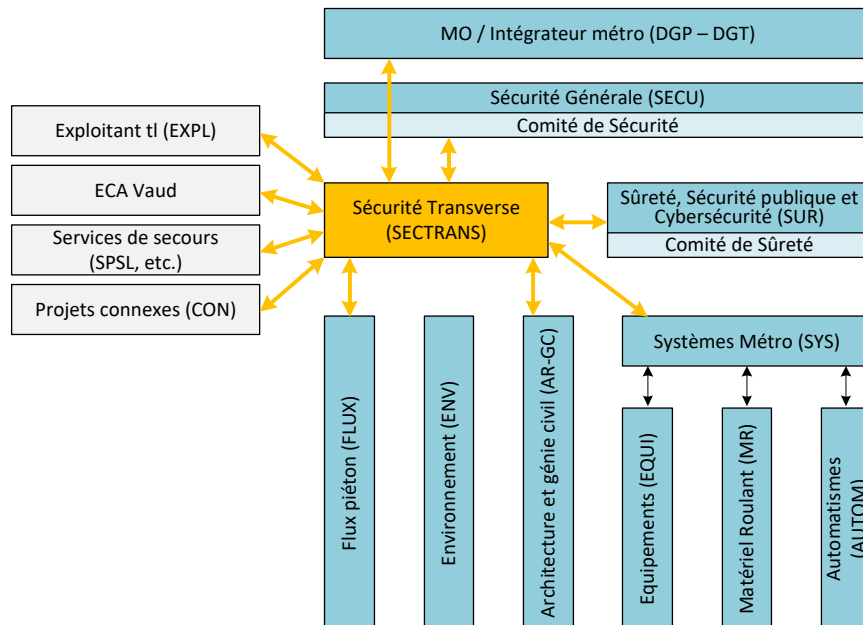 MO / Intégrateur métro (DGP – DGT)
Sécurité Générale (SECU)
Comité de Sécurité
Exploitant tl (EXPL)
ECA Vaud
Services de secours
(SPSL, etc.)
Projets connexes (CON)
Sécurité Transverse
(SECTRANS)
Sûreté, Sécurité publique et
Cybersécurité (SUR)
Comité de Sûreté
Flux piéton (FLUX)
Environnement (ENV)
Architecture et génie civil (AR-GC)
Systèmes Métro (SYS)
Equipements (EQUI)
Matériel Roulant (MR)
Automatismes
(AUTOM)